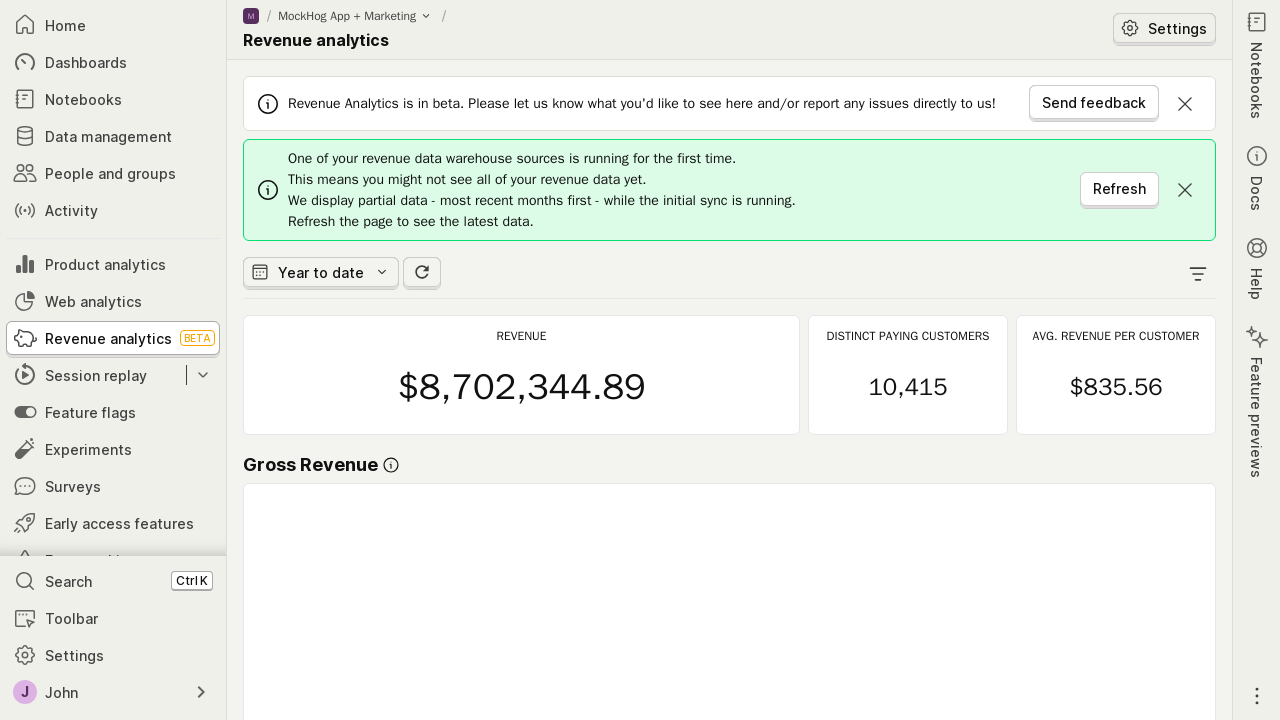 Home
Dashboards
Notebooks
Data management
People and groups
Activity
Product analytics
Web analytics
Revenue analytics BETA
Session replay
Feature flags
Experiments
Surveys
Early access features
Search Ctrl K
Toolbar
Settings
J John
M / MockHog App + Marketing /
Revenue analytics
Settings
Revenue Analytics is in beta. Please let us know what you'd like to see here and/or report any issues directly to us!
Send feedback
One of your revenue data warehouse sources is running for the first time.
This means you might not see all of your revenue data yet.
We display partial data - most recent months first - while the initial sync is running.
Refresh the page to see the latest data.
Refresh
Year to date
REVENUE
$8,702,344.89
DISTINCT PAYING CUSTOMERS
10,415
AVG. REVENUE PER CUSTOMER
$835.56
Gross Revenue
Notebooks
Docs
Help
Feature previews